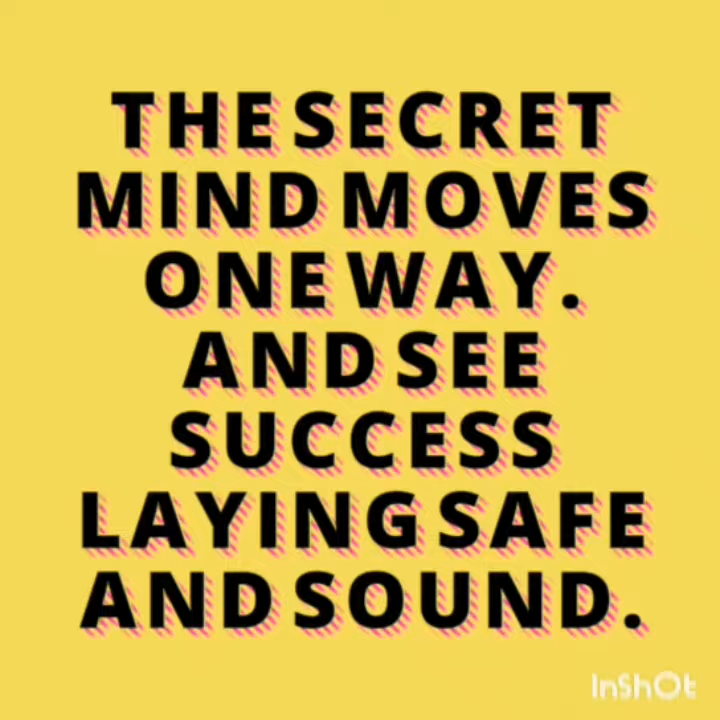 THE SECRET
MIND MOVES
ONE WAY.
AND SEE
SUCCESS
LAYING SAFE
AND SOUND.
InShOt